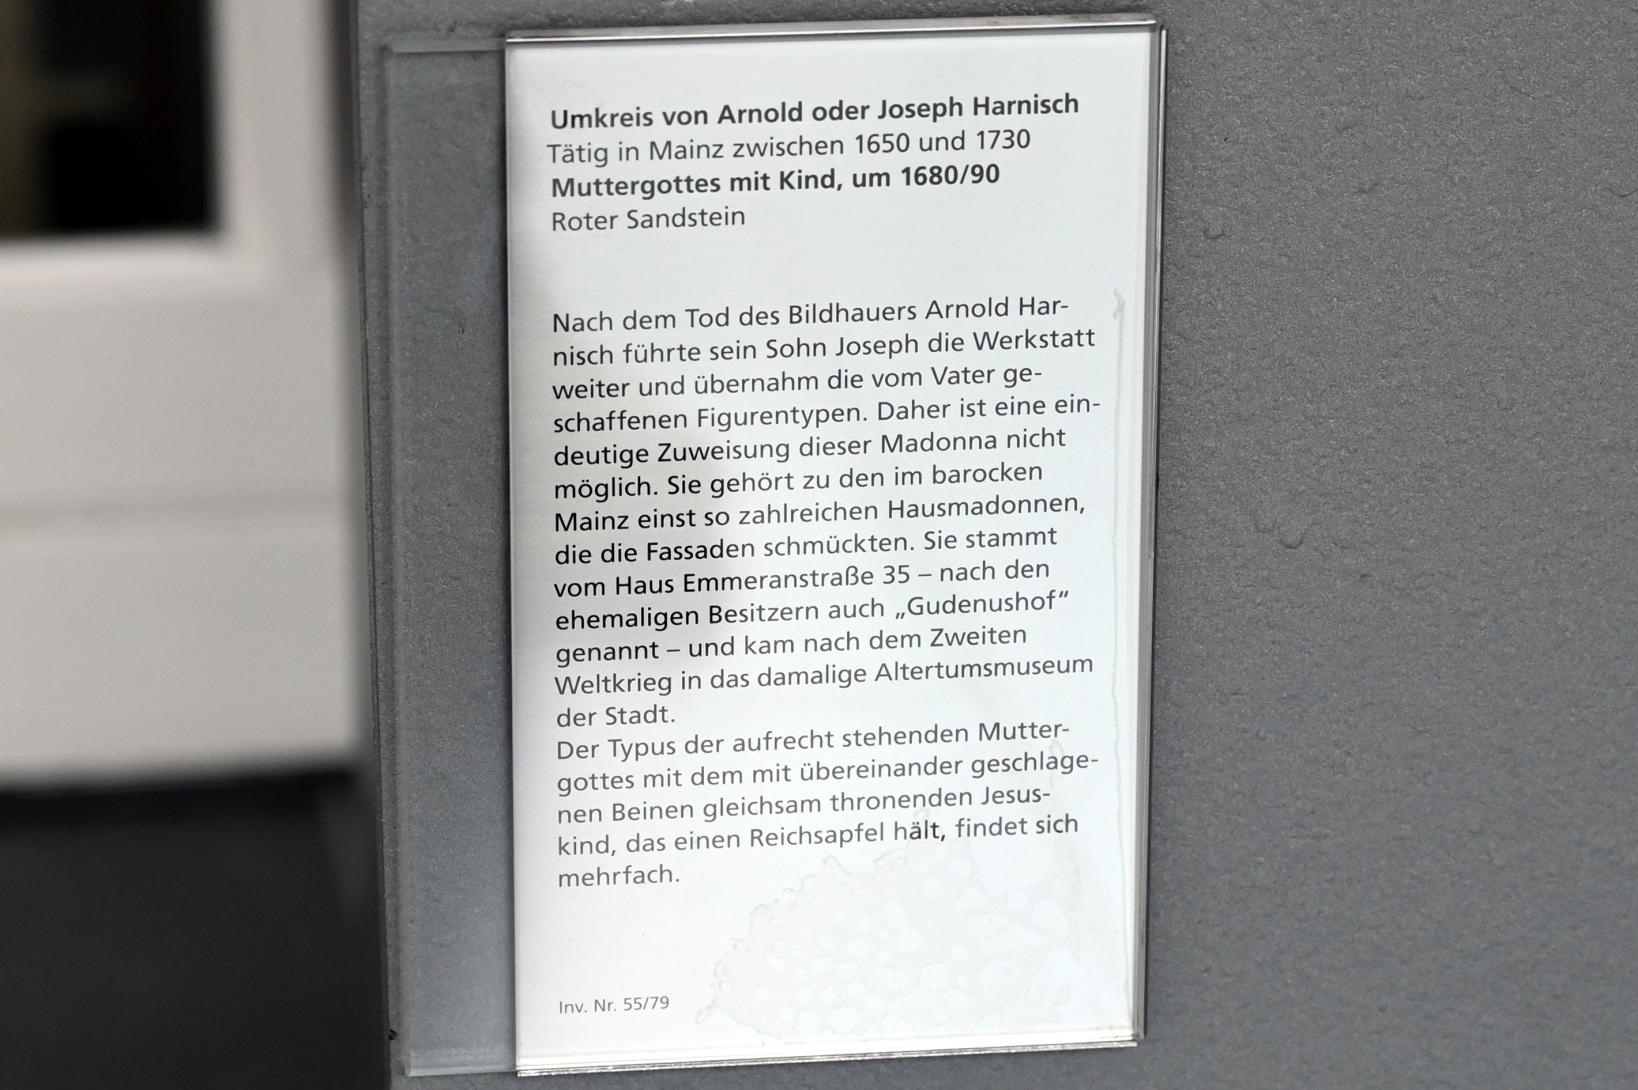 Umkreis von Arnold oder Joseph Harnisch
Tätig in Mainz zwischen 1650 und 1730
Muttergottes mit Kind, um 1680/90
Roter Sandstein
Nach dem Tod des Bildhauers Arnold Har-
nisch führte sein Sohn Joseph die Werkstatt
weiter und übernahm die vom Vater ge-
schaffenen Figurentypen. Daher ist eine ein-
deutige Zuweisung dieser Madonna nicht
möglich. Sie gehört zu den im barocken
Mainz einst so zahlreichen Hausmadonnen,
die die Fassaden schmückten. Sie stammt
vom Haus Emmeranstraße 35 – nach den
ehemaligen Besitzern auch „Gudenushof“
genannt – und kam nach dem Zweiten
Weltkrieg in das damalige Altertumsmuseum
der Stadt.
Der Typus der aufrecht stehenden Mutter-
gottes mit dem mit übereinander geschlage-
nen Beinen gleichsam thronenden Jesus-
kind, das einen Reichsapfel hält, findet sich
mehrfach.
Inv. Nr. 55/79